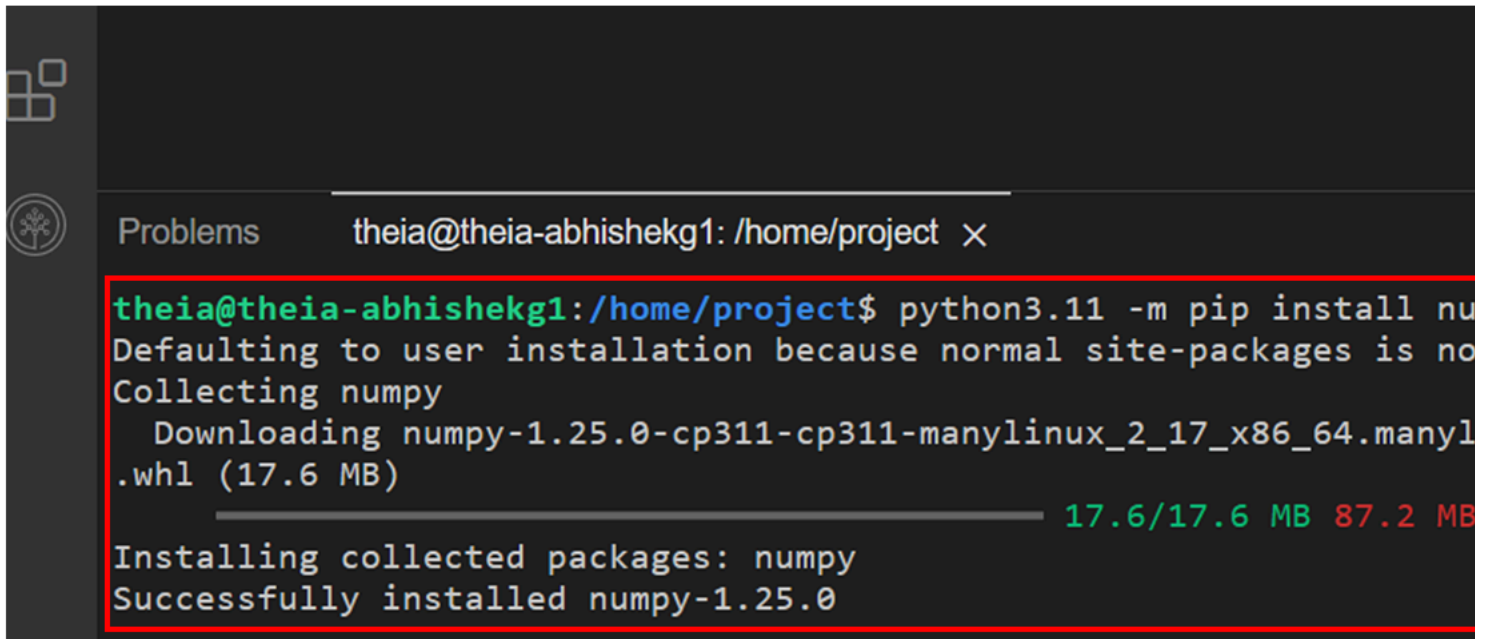 Problems theia@theia-abhishekg1: /home/project ×
theia@theia-abhishekg1:/home/project$ python3.11 -m pip install nu
Defaulting to user installation because normal site-packages is no
Collecting numpy
  Downloading numpy-1.25.0-cp311-cp311-manylinux_2_17_x86_64.manyl
.whl (17.6 MB)
17.6/17.6 MB 87.2 MB
Installing collected packages: numpy
Successfully installed numpy-1.25.0